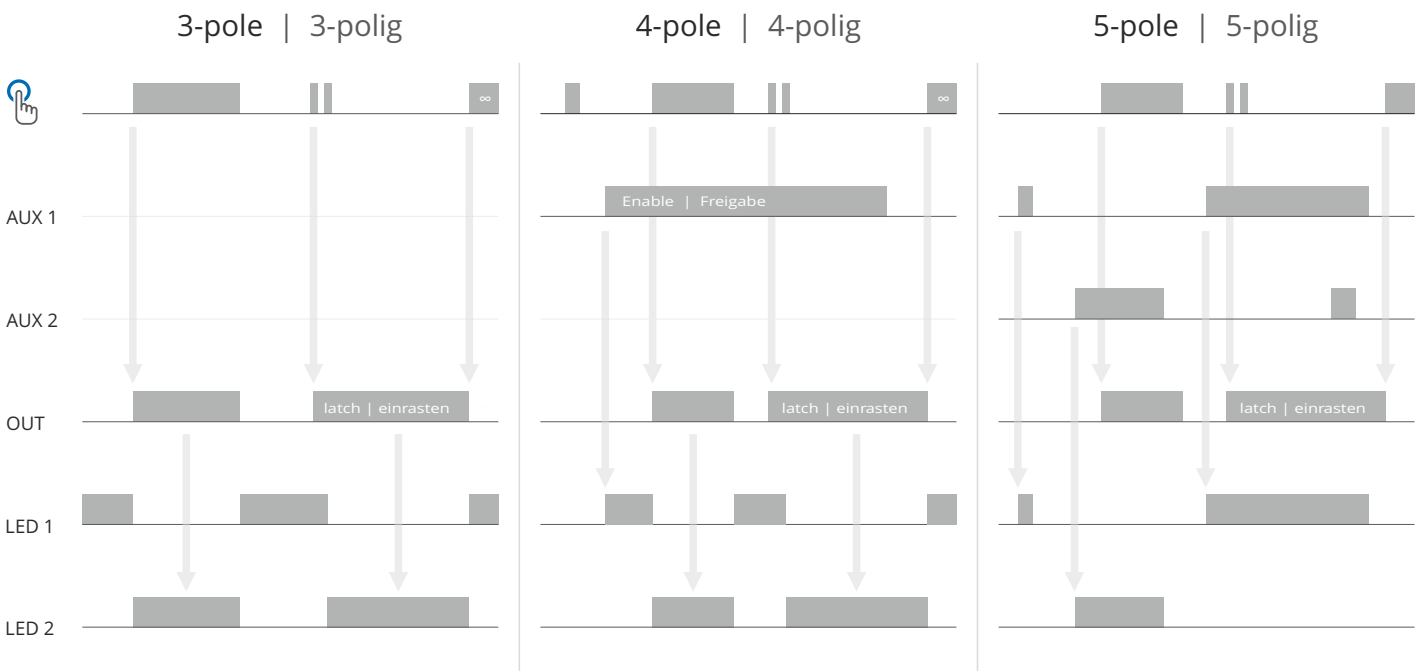 3-pole | 3-polig
4-pole | 4-polig
5-pole | 5-polig
∞
∞
AUX 1
Enable | Freigabe
AUX 2
OUT
latch | einrasten
latch | einrasten
latch | einrasten
LED 1
LED 2